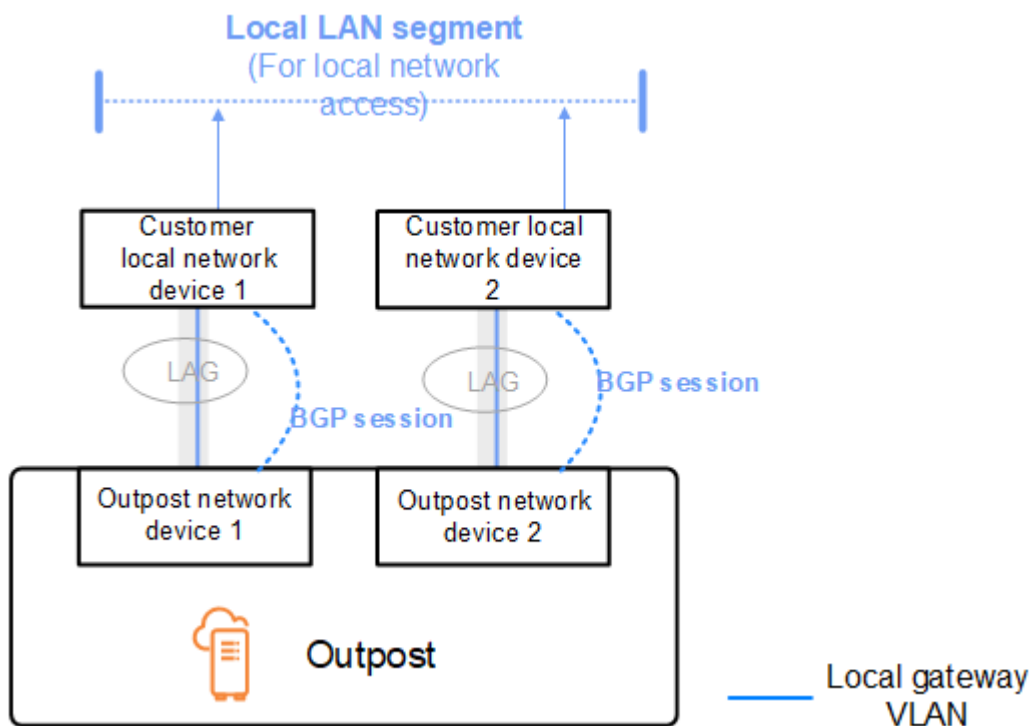 Local LAN segment
(For local network
access)
Customer
local network
device 1
Customer local
network device
2
LAG
LAG
BGP session
BGP session
Outpost network
device 1
Outpost network
device 2
Outpost
Local gateway
VLAN